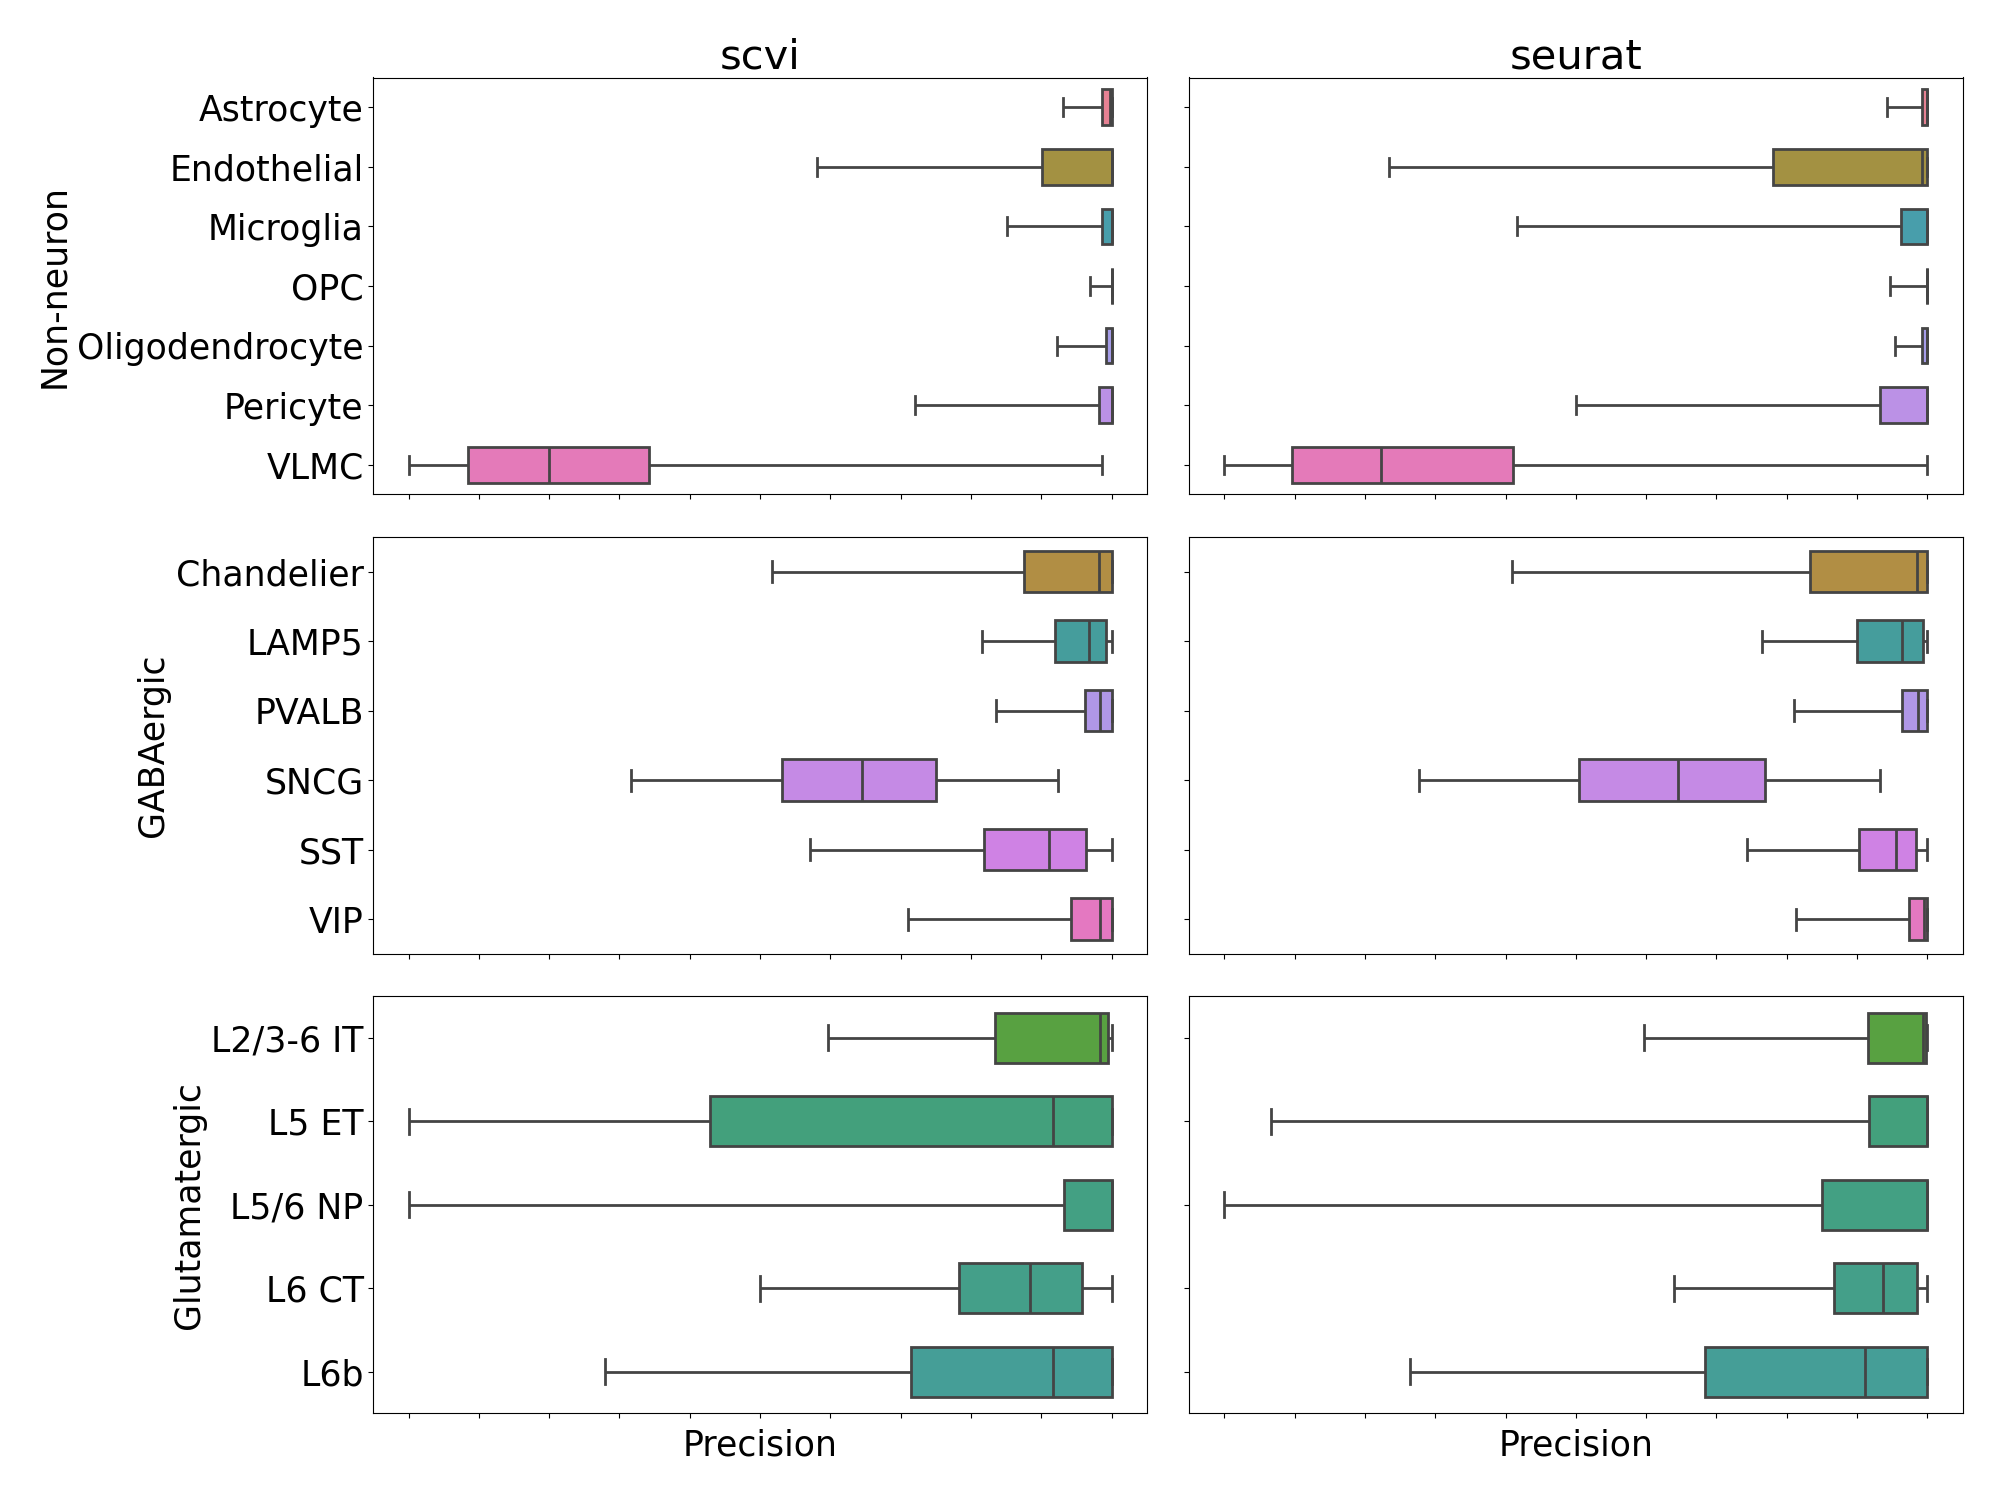 scvi
seurat
Non-neuron
Astrocyte
Endothelial
Microglia
OPC
Oligodendrocyte
Pericyte
VLMC
GABAergic
Chandelier
LAMP5
PVALB
SNCG
SST
VIP
Glutamatergic
L2/3-6 IT
L5 ET
L5/6 NP
L6 CT
L6b
Precision
Precision